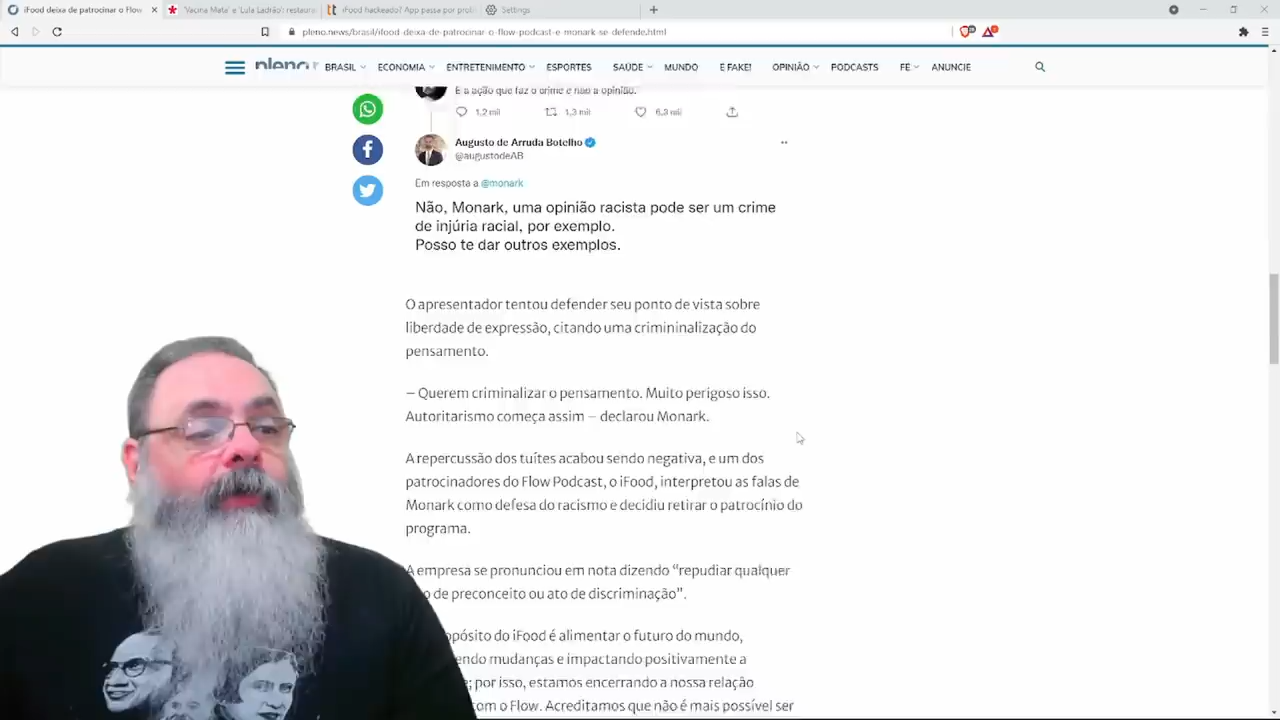 iFood deixa de patrocinar o Flow
'Vacina Mata' e 'Lula Ladrão': restaur
iFood hackeado? App passa por prob
Settings
pleno.news/brasil/ifood-deixa-de-patrocinar-o-flow-podcast-e-monark-se-defende.html
BRASIL ECONOMIA ENTRETENIMENTO ESPORTES SAÚDE MUNDO É FAKE! OPINIÃO PODCASTS FÉ ANUNCIE
É a ação que faz o crime e não a opinião.
1,2 mil 1,3 mil 6,3 mil
Augusto de Arruda Botelho
@augustodeAB
Em resposta a @monark
Não, Monark, uma opinião racista pode ser um crime
de injúria racial, por exemplo.
Posso te dar outros exemplos.
O apresentador tentou defender seu ponto de vista sobre
liberdade de expressão, citando uma crimininalização do
pensamento.
– Querem criminalizar o pensamento. Muito perigoso isso.
Autoritarismo começa assim – declarou Monark.
A repercussão dos tuítes acabou sendo negativa, e um dos
patrocinadores do Flow Podcast, o iFood, interpretou as falas de
Monark como defesa do racismo e decidiu retirar o patrocínio do
programa.
A empresa se pronunciou em nota dizendo “repudiar qualquer
de preconceito ou ato de discriminação”.
opósito do iFood é alimentar o futuro do mundo,
endo mudanças e impactando positivamente a
; por isso, estamos encerrando a nossa relação
com o Flow. Acreditamos que não é mais possível ser